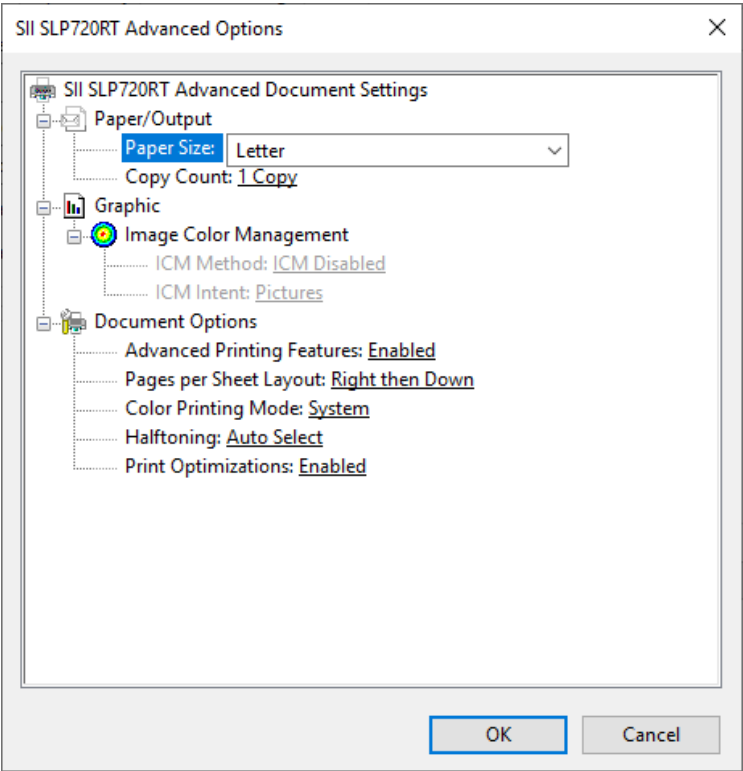 SII SLP720RT Advanced Options
SII SLP720RT Advanced Document Settings
Paper/Output
Paper Size: Letter
Copy Count: 1 Copy
Graphic
Image Color Management
ICM Method: ICM Disabled
ICM Intent: Pictures
Document Options
Advanced Printing Features: Enabled
Pages per Sheet Layout: Right then Down
Color Printing Mode: System
Halftoning: Auto Select
Print Optimizations: Enabled
OK Cancel